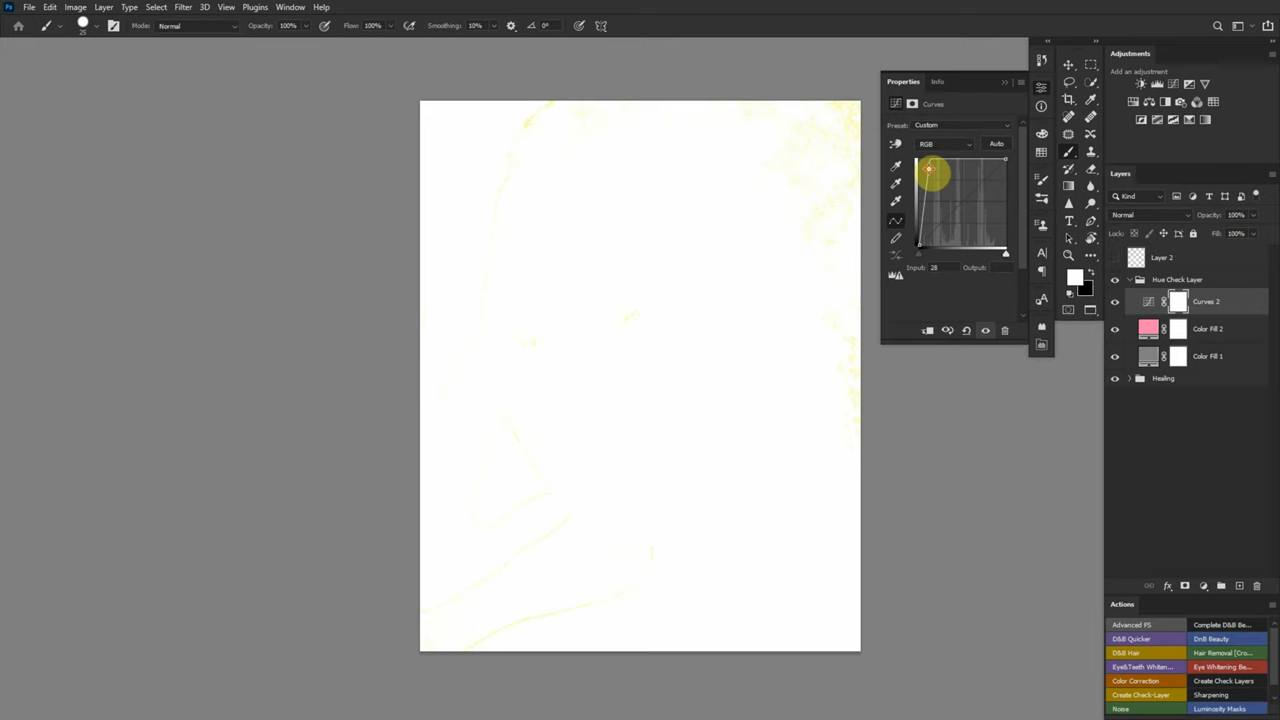 Ps File Edit Image Layer Type Select Filter 3D View Plugins Window Help
25 Mode: Normal Opacity: 100% Flow: 100% Smoothing: 10% 0°
Properties Info
Curves
Preset: Custom
RGB Auto
Input: 28 Output:
Adjustments
Add an adjustment
Layers
Kind
Normal Opacity: 100%
Lock: Fill: 100%
Layer 2
Hue Check Layer
Curves 2
Color Fill 2
Color Fill 1
Healing
Actions
Advanced FS Complete D&B Be...
D&B Quicker DnB Beauty
D&B Hair Hair Removal [Cro...
Eye&Teeth Whiten... Eye Whitening Be...
Color Correction Create Check Layers
Create Check-Layer Sharpening
Noise Luminosity Masks